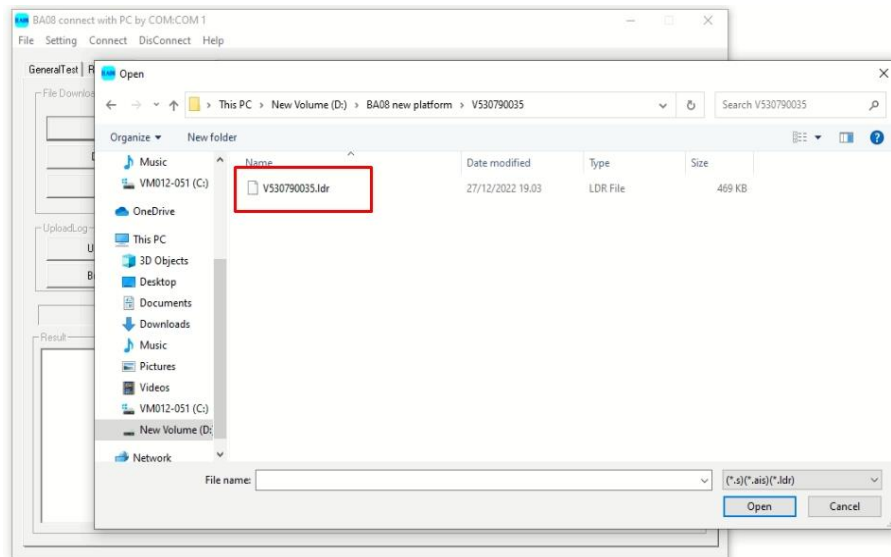 BA08 connect with PC by COM:COM 1
File Setting Connect DisConnect Help
GeneralTest
Open
This PC > New Volume (D:) > BA08 new platform > V530790035
Search V530790035
Organize New folder
Name Date modified Type Size
V530790035.ldr 27/12/2022 19.03 LDR File 469 KB
Music
VM012-051 (C:)
OneDrive
This PC
3D Objects
Desktop
Documents
Downloads
Music
Pictures
Videos
VM012-051 (C:)
New Volume (D:
Network
File Downloa
UploadLog
U
B
Result
File name: (*.s)(*.ais)(*.ldr)
Open Cancel